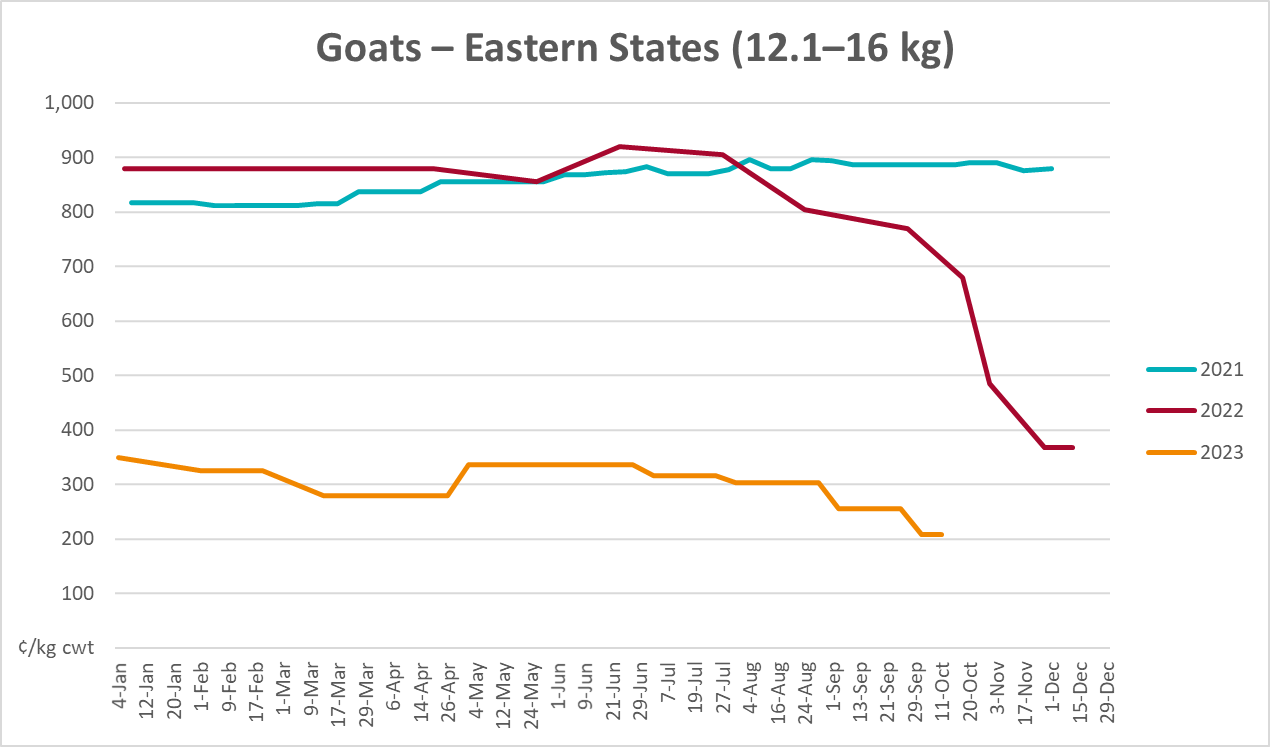 Goats – Eastern States (12.1–16 kg)
1,000
900
800
700
600
500
400
300
200
100
¢/kg cwt
4-Jan
12-Jan
20-Jan
1-Feb
9-Feb
17-Feb
1-Mar
9-Mar
17-Mar
29-Mar
6-Apr
14-Apr
26-Apr
4-May
12-May
24-May
1-Jun
9-Jun
21-Jun
29-Jun
7-Jul
19-Jul
27-Jul
4-Aug
16-Aug
24-Aug
1-Sep
13-Sep
21-Sep
29-Sep
11-Oct
20-Oct
3-Nov
17-Nov
1-Dec
15-Dec
29-Dec
2021
2022
2023